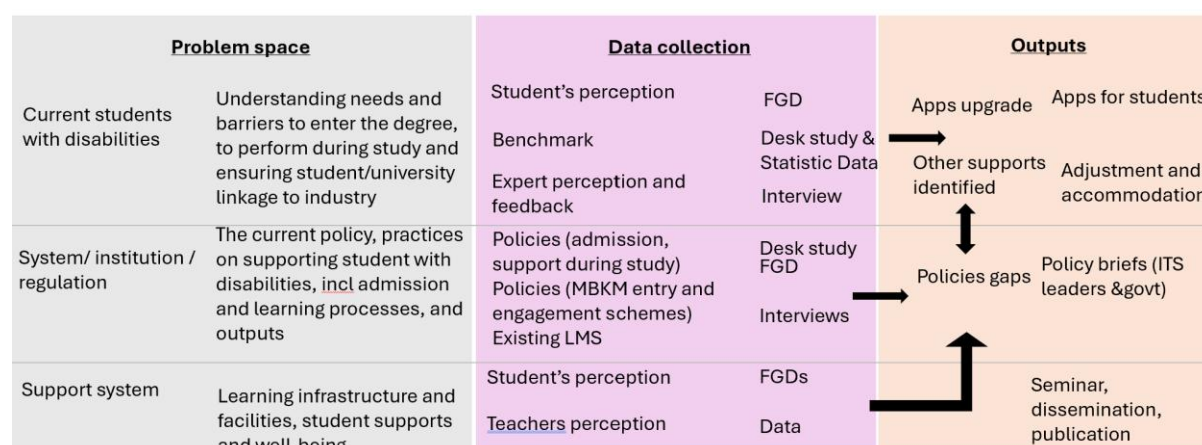 Problem space
Data collection
Outputs
Current students
with disabilities
Understanding needs and
barriers to enter the degree,
to perform during study and
ensuring student/university
linkage to industry
Student's perception
FGD
Benchmark
Desk study &
Statistic Data
Expert perception and
feedback
Interview
Apps upgrade
Apps for students
Other supports
identified
Adjustment and
accommodation
System/ institution /
regulation
The current policy, practices
on supporting student with
disabilities, incl admission
and learning processes, and
outputs
Policies (admission,
support during study)
Policies (MBKM entry and
engagement schemes)
Existing LMS
Desk study
FGD
Interviews
Policies gaps
Policy briefs (ITS
leaders &govt)
Support system
Learning infrastructure and
facilities, student supports
and well-being
Student's perception
FGDs
Teachers perception
Data
Seminar,
dissemination,
publication